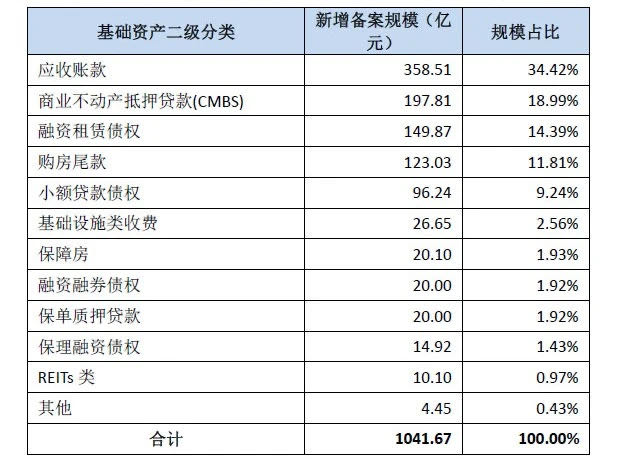 基础资产二级分类 新增备案规模（亿元） 规模占比
应收账款 358.51 34.42%
商业不动产抵押贷款(CMBS) 197.81 18.99%
融资租赁债权 149.87 14.39%
购房尾款 123.03 11.81%
小额贷款债权 96.24 9.24%
基础设施类收费 26.65 2.56%
保障房 20.10 1.93%
融资融券债权 20.00 1.92%
保单质押贷款 20.00 1.92%
保理融资债权 14.92 1.43%
REITs 类 10.10 0.97%
其他 4.45 0.43%
合计 1041.67 100.00%